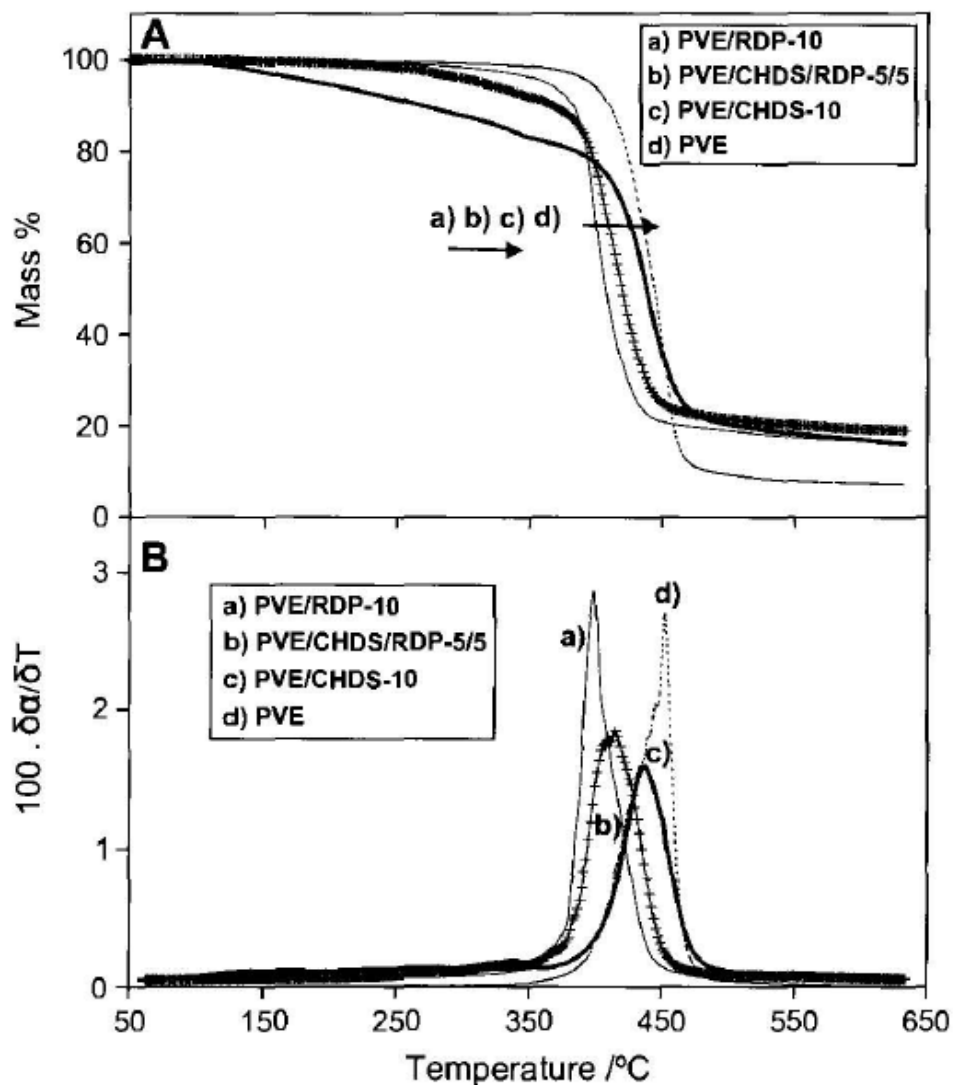 A
a) PVE/RDP-10
b) PVE/CHDS/RDP-5/5
c) PVE/CHDS-10
d) PVE
a) b) c) d)
Mass %
100
80
60
40
20
0
B
a) PVE/RDP-10
b) PVE/CHDS/RDP-5/5
c) PVE/CHDS-10
d) PVE
a)
d)
c)
b)
100 . δα/δT
3
2
1
0
50 150 250 350 450 550 650
Temperature /ºC